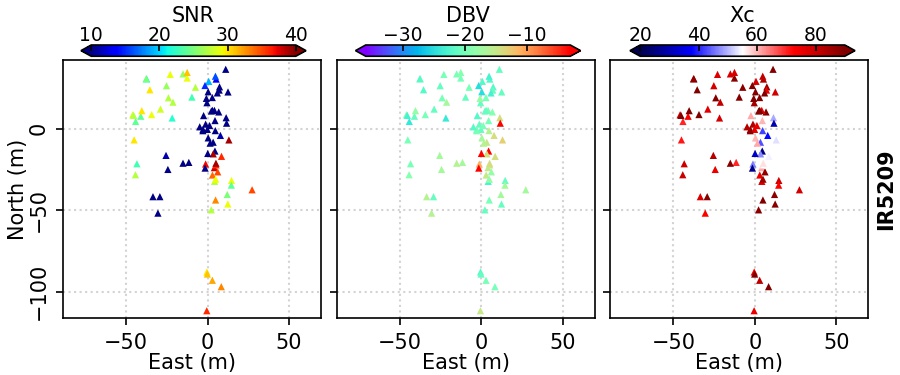 SNR DBV Xc
10 20 30 40 −30 −20 −10 20 40 60 80
North (m)
0
−50
−100
−50 0 50 −50 0 50 −50 0 50
East (m) East (m) East (m)
IR5209